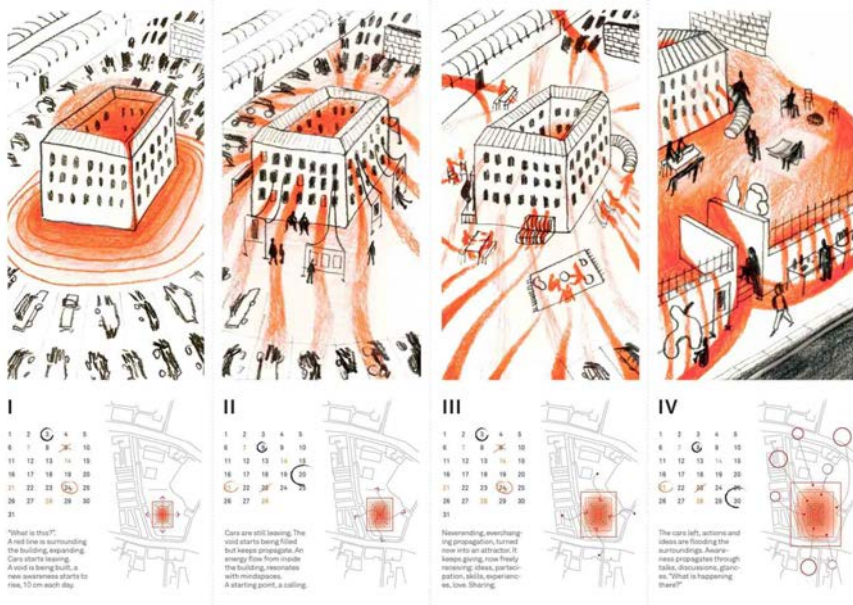 I
1 2 3 4 5
6 7 8 9 10
11 12 13 14 15
16 17 18 19 20
21 22 23 24 25
26 27 28 29 30
31
"What is this?".
A red line is surrounding
the building, expanding.
Cars starts leaving.
A void is being built, a
new awareness starts to
rise, 10 cm each day.
II
1 2 3 4 5
6 7 8 9 10
11 12 13 14 15
16 17 18 19 20
21 22 23 24 25
26 27 28 29 30
Cars are still leaving. The
void starts being filled
but keeps propagate. An
energy flow from inside
the building, resonates
with mindspaces.
A starting point, a calling.
III
1 2 3 4 5
6 7 8 9 10
11 12 13 14 15
16 17 18 19 20
21 22 23 24 25
26 27 28 29 30
31
Neverending, everchang-
ing propagation, turned
now into an attractor. It
keeps giving, now freely
receiving: ideas, parteci-
pation, skills, experienc-
es, love. Sharing.
IV
1 2 3 4 5
6 7 8 9 10
11 12 13 14 15
16 17 18 19 20
21 22 23 24 25
26 27 28 29 30
The cars left, actions and
ideas are flooding the
surroundings. Aware-
ness propagates through
talks, discussions, glanc-
es. "What is happening
there?"